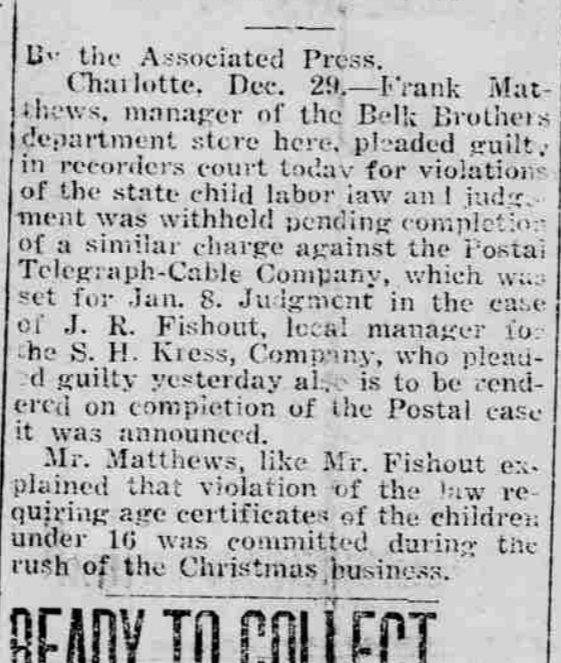 By the Associated Press.
Charlotte, Dec. 29.—Frank Mat-
thews, manager of the Belk Brothers
department store here, pleaded guilty
in recorders court today for violations
of the state child labor law and judg-
ment was withheld pending completion
of a similar charge against the Postal
Telegraph-Cable Company, which was
set for Jan. 8. Judgment in the case
of J. R. Fishout, local manager for
the S. H. Kress, Company, who plead-
ed guilty yesterday also is to be rend-
ered on completion of the Postal case
it was announced.
Mr. Matthews, like Mr. Fishout ex-
plained that violation of the law re-
quiring age certificates of the children
under 16 was committed during the
rush of the Christmas business.
READY TO COLLECT